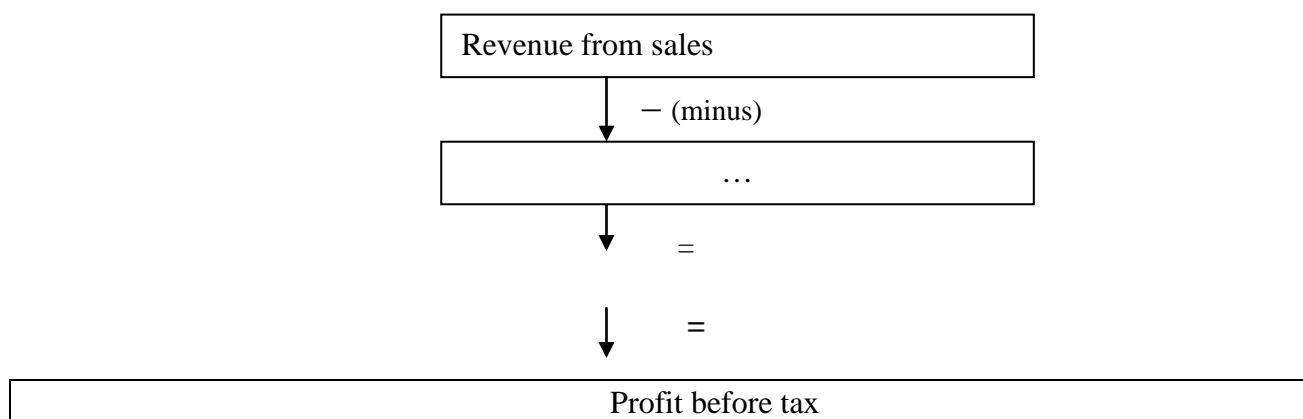 Revenue from sales
− (minus)
…
=
=
Profit before tax